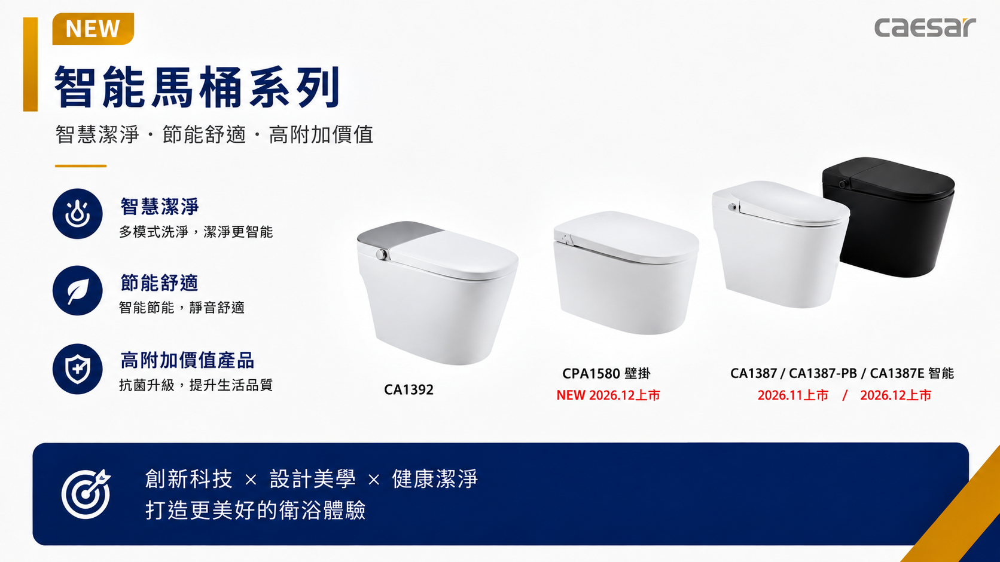 NEW
caesar
智能馬桶系列
智慧潔淨・節能舒適・高附加價值
智慧潔淨
多模式洗淨，潔淨更智能
節能舒適
智能節能，靜音舒適
高附加價值產品
抗菌升級，提升生活品質
CA1392
CPA1580 壁掛
NEW 2026.12上市
CA1387 / CA1387-PB / CA1387E 智能
2026.11上市 / 2026.12上市
創新科技 × 設計美學 × 健康潔淨
打造更美好的衛浴體驗